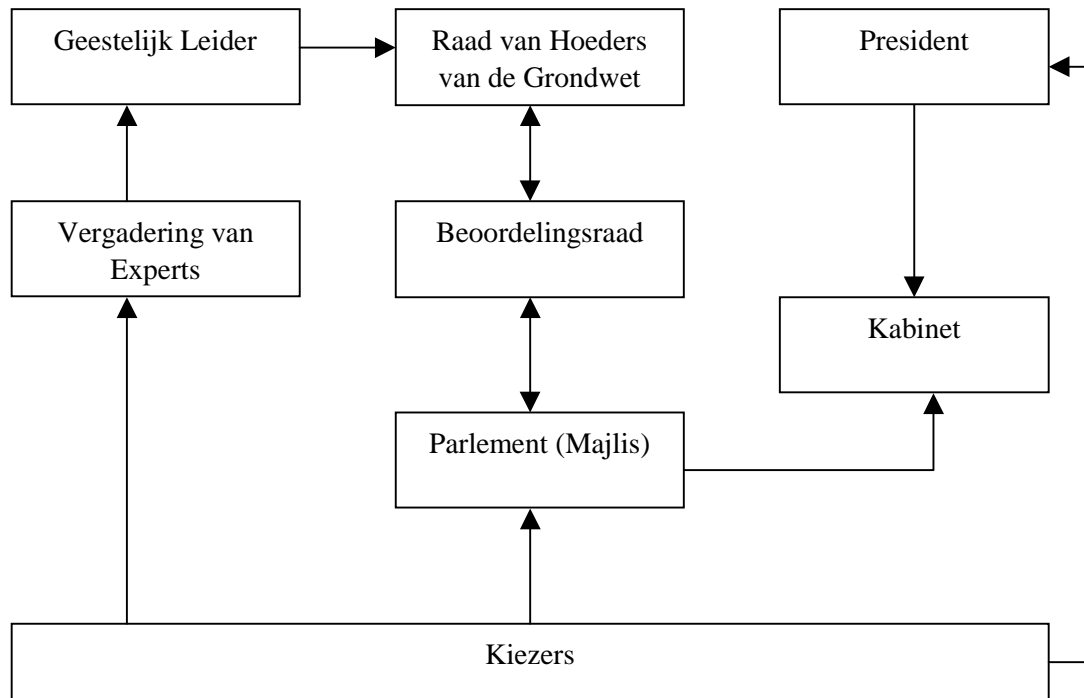 Geestelijk Leider
Raad van Hoeders
van de Grondwet
President
Vergadering van
Experts
Beoordelingsraad
Kabinet
Parlement (Majlis)
Kiezers